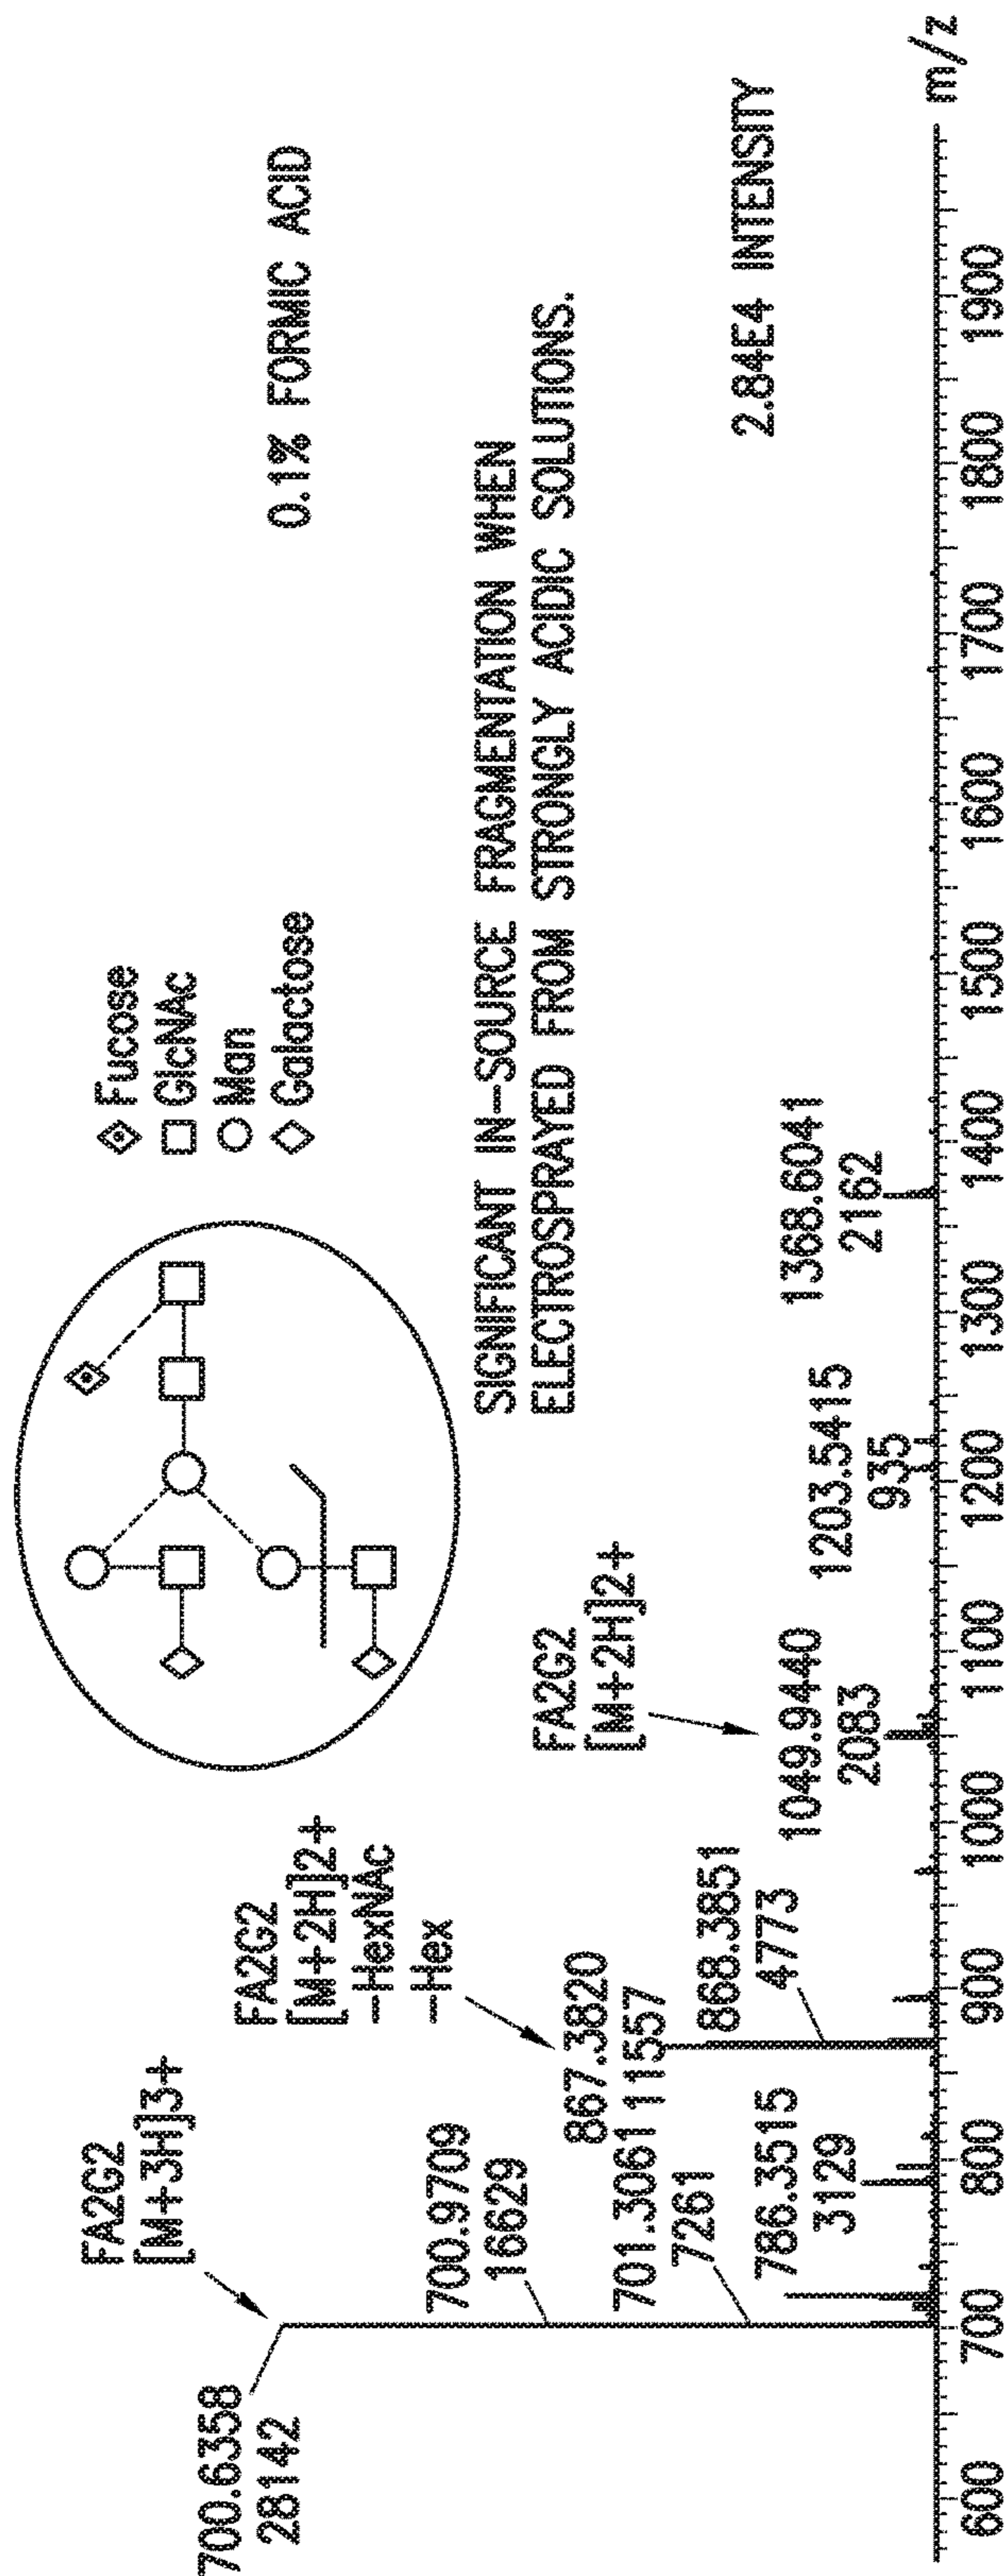 FA2G2
[M+3H]3+
700.6358
28142
700.9709
16629
701.3061
7261
786.3515
3129
FA2G2
[M+2H]2+
-HexNAc
-Hex
867.3820
11557
868.3851
4773
FA2G2
[M+2H]2+
1049.9440
2083
1203.5415
935
1368.6041
2162
Fucose
GlcNAc
Man
Galactose
0.1% FORMIC ACID
SIGNIFICANT IN-SOURCE FRAGMENTATION WHEN
ELECTROSPRAYED FROM STRONGLY ACIDIC SOLUTIONS.
2.84E4 INTENSITY
600 700 800 900 1000 1100 1200 1300 1400 1500 1600 1700 1800 1900 m/z